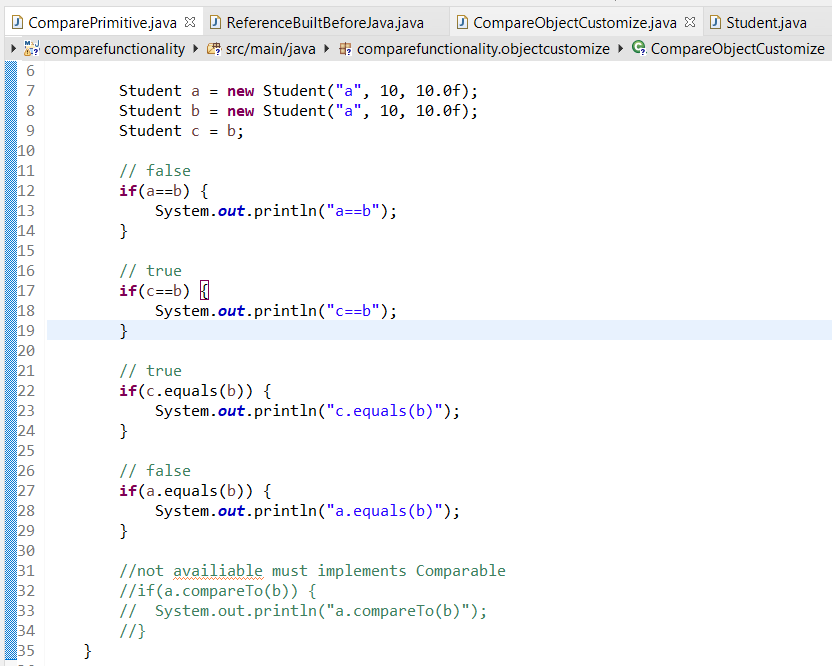 ComparePrimitive.java ReferenceBuiltBeforeJava.java CompareObjectCustomize.java Student.java
comparefunctionality src/main/java comparefunctionality.objectcustomize CompareObjectCustomize
6
7 Student a = new Student("a", 10, 10.0f);
8 Student b = new Student("a", 10, 10.0f);
9 Student c = b;
10
11 // false
12 if(a==b) {
13 System.out.println("a==b");
14 }
15
16 // true
17 if(c==b) {
18 System.out.println("c==b");
19 }
20
21 // true
22 if(c.equals(b)) {
23 System.out.println("c.equals(b)");
24 }
25
26 // false
27 if(a.equals(b)) {
28 System.out.println("a.equals(b)");
29 }
30
31 //not availiable must implements Comparable
32 //if(a.compareTo(b)) {
33 // System.out.println("a.compareTo(b)");
34 //}
35 }